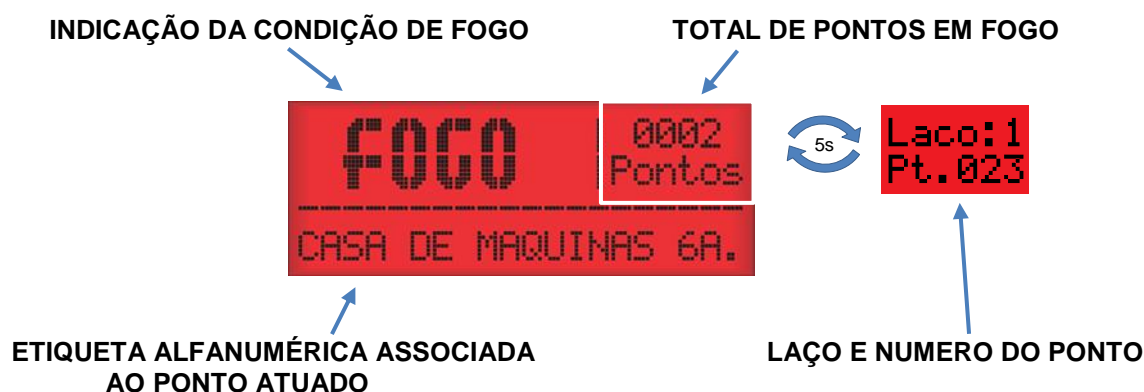 INDICAÇÃO DA CONDIÇÃO DE FOGO
TOTAL DE PONTOS EM FOGO
FOGO
0002
Pontos
5s
Laco:1
Pt.023
CASA DE MAQUINAS 6A.
ETIQUETA ALFANUMÉRICA ASSOCIADA
AO PONTO ATUADO
LAÇO E NUMERO DO PONTO